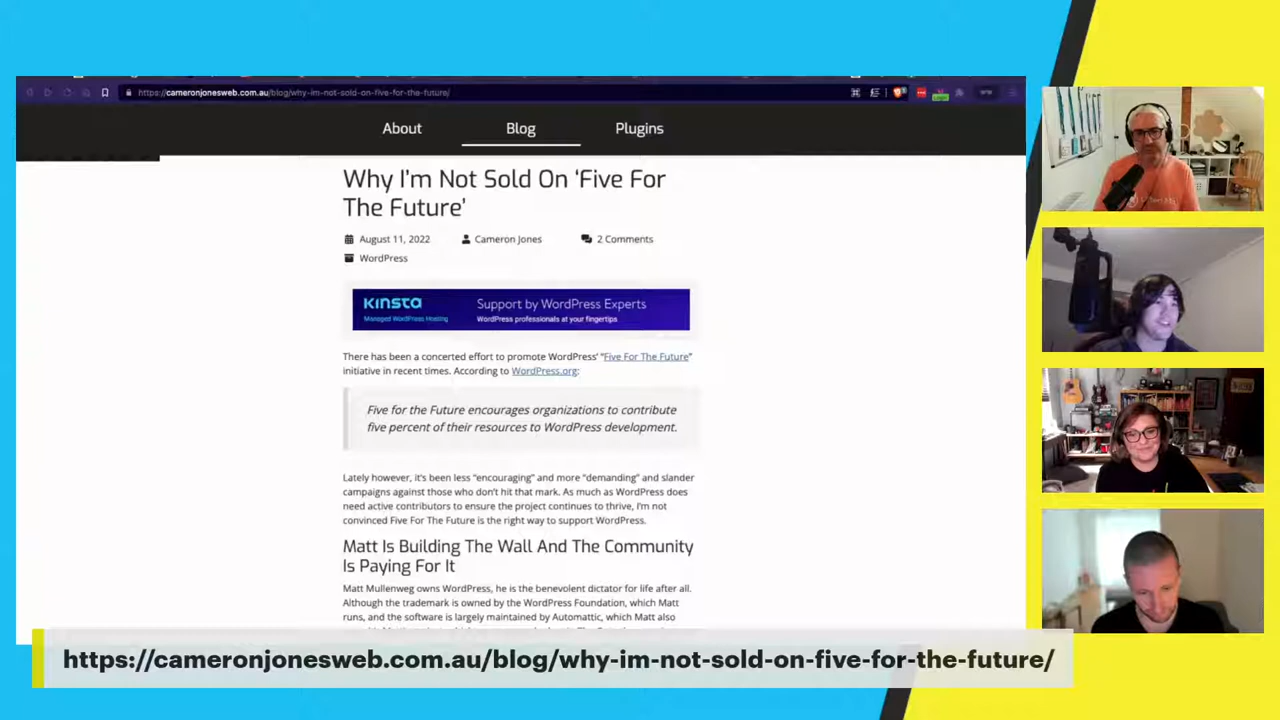 https://cameronjonesweb.com.au/blog/why-im-not-sold-on-five-for-the-future/
About
Blog
Plugins
Why I'm Not Sold On ‘Five For
The Future’
August 11, 2022
Cameron Jones
2 Comments
WordPress
KINSTA
Managed WordPress Hosting
Support by WordPress Experts
WordPress professionals at your fingertips
There has been a concerted effort to promote WordPress’ “Five For The Future”
initiative in recent times. According to WordPress.org:
Five for the Future encourages organizations to contribute
five percent of their resources to WordPress development.
Lately however, it’s been less “encouraging” and more “demanding” and slander
campaigns against those who don’t hit that mark. As much as WordPress does
need active contributors to ensure the project continues to thrive, I’m not
convinced Five For The Future is the right way to support WordPress.
Matt Is Building The Wall And The Community
Is Paying For It
Matt Mullenweg owns WordPress, he is the benevolent dictator for life after all.
Although the trademark is owned by the WordPress Foundation, which Matt
runs, and the software is largely maintained by Automattic, which Matt also
https://cameronjonesweb.com.au/blog/why-im-not-sold-on-five-for-the-future/